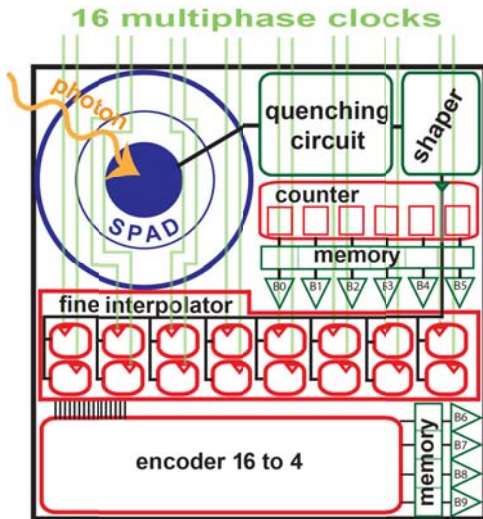 16 multiphase clocks
photon
SPAD
quenching
circuit
shaper
counter
memory
B0 B1 B2 B3 B4 B5
fine interpolator
encoder 16 to 4
memory
B6
B7
B8
B9